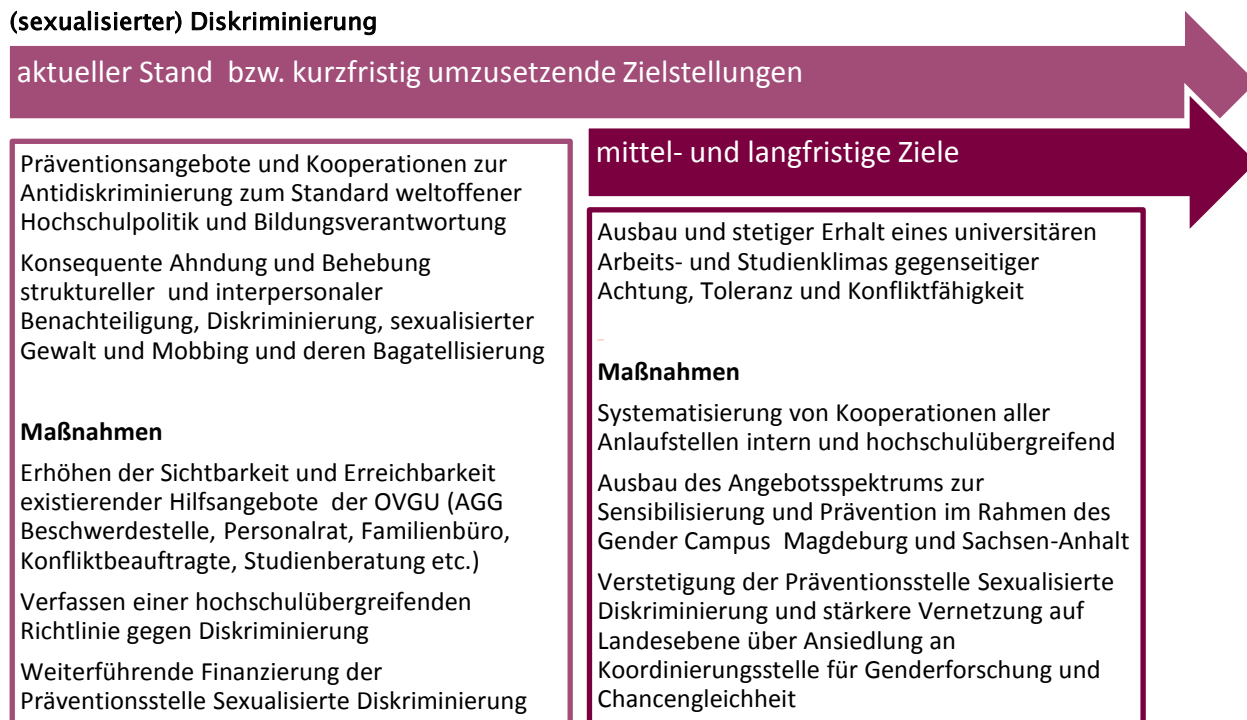 (sexualisierter) Diskriminierung
aktueller Stand bzw. kurzfristig umzusetzende Zielstellungen
Präventionsangebote und Kooperationen zur
Antidiskriminierung zum Standard weltoffener
Hochschulpolitik und Bildungsverantwortung
Konsequente Ahndung und Behebung
struktureller und interpersonaler
Benachteiligung, Diskriminierung, sexualisierter
Gewalt und Mobbing und deren Bagatellisierung
Maßnahmen
Erhöhen der Sichtbarkeit und Erreichbarkeit
existierender Hilfsangebote der OVGU (AGG
Beschwerdestelle, Personalrat, Familienbüro,
Konfliktbeauftragte, Studienberatung etc.)
Verfassen einer hochschulübergreifenden
Richtlinie gegen Diskriminierung
Weiterführende Finanzierung der
Präventionsstelle Sexualisierte Diskriminierung
mittel- und langfristige Ziele
Ausbau und stetiger Erhalt eines universitären
Arbeits- und Studienklimas gegenseitiger
Achtung, Toleranz und Konfliktfähigkeit
Maßnahmen
Systematisierung von Kooperationen aller
Anlaufstellen intern und hochschulübergreifend
Ausbau des Angebotsspektrums zur
Sensibilisierung und Prävention im Rahmen des
Gender Campus Magdeburg und Sachsen-Anhalt
Verstetigung der Präventionsstelle Sexualisierte
Diskriminierung und stärkere Vernetzung auf
Landesebene über Ansiedlung an
Koordinierungsstelle für Genderforschung und
Chancengleichheit